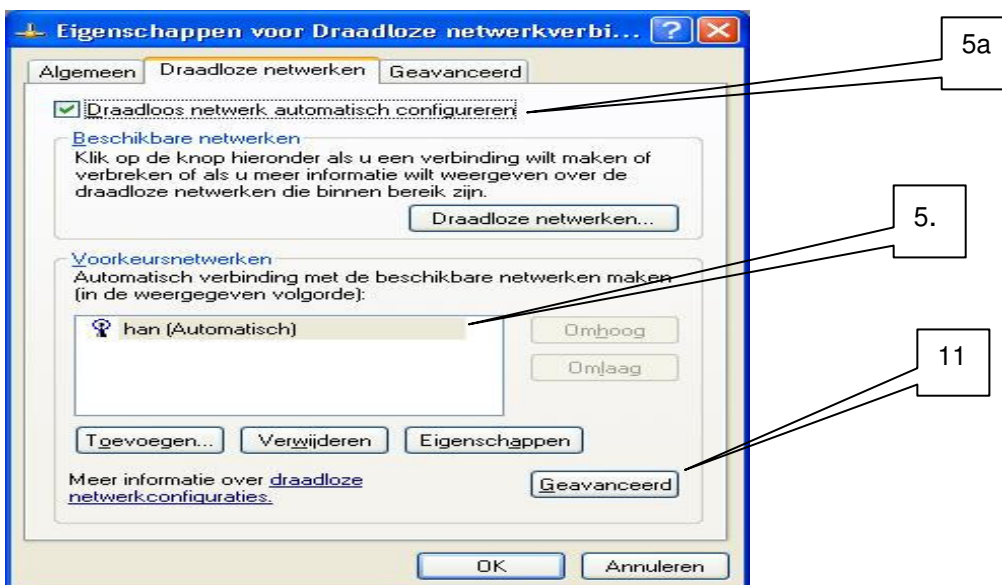 Eigenschappen voor Draadloze netwerkverbi... ?
5a
Algemeen Draadloze netwerken Geavanceerd
Draadloos netwerk automatisch configureren
Beschikbare netwerken
Klik op de knop hieronder als u een verbinding wilt maken of
verbreken of als u meer informatie wilt weergeven over de
draadloze netwerken die binnen bereik zijn.
Draadloze netwerken...
5.
Voorkeursnetwerken
Automatisch verbinding met de beschikbare netwerken maken
(in de weergegeven volgorde):
han (Automatisch)
Omhoog
Omlaag
11
Toevoegen... Verwijderen Eigenschappen
Meer informatie over draadloze
netwerkconfiguraties.
Geavanceerd
OK Annuleren